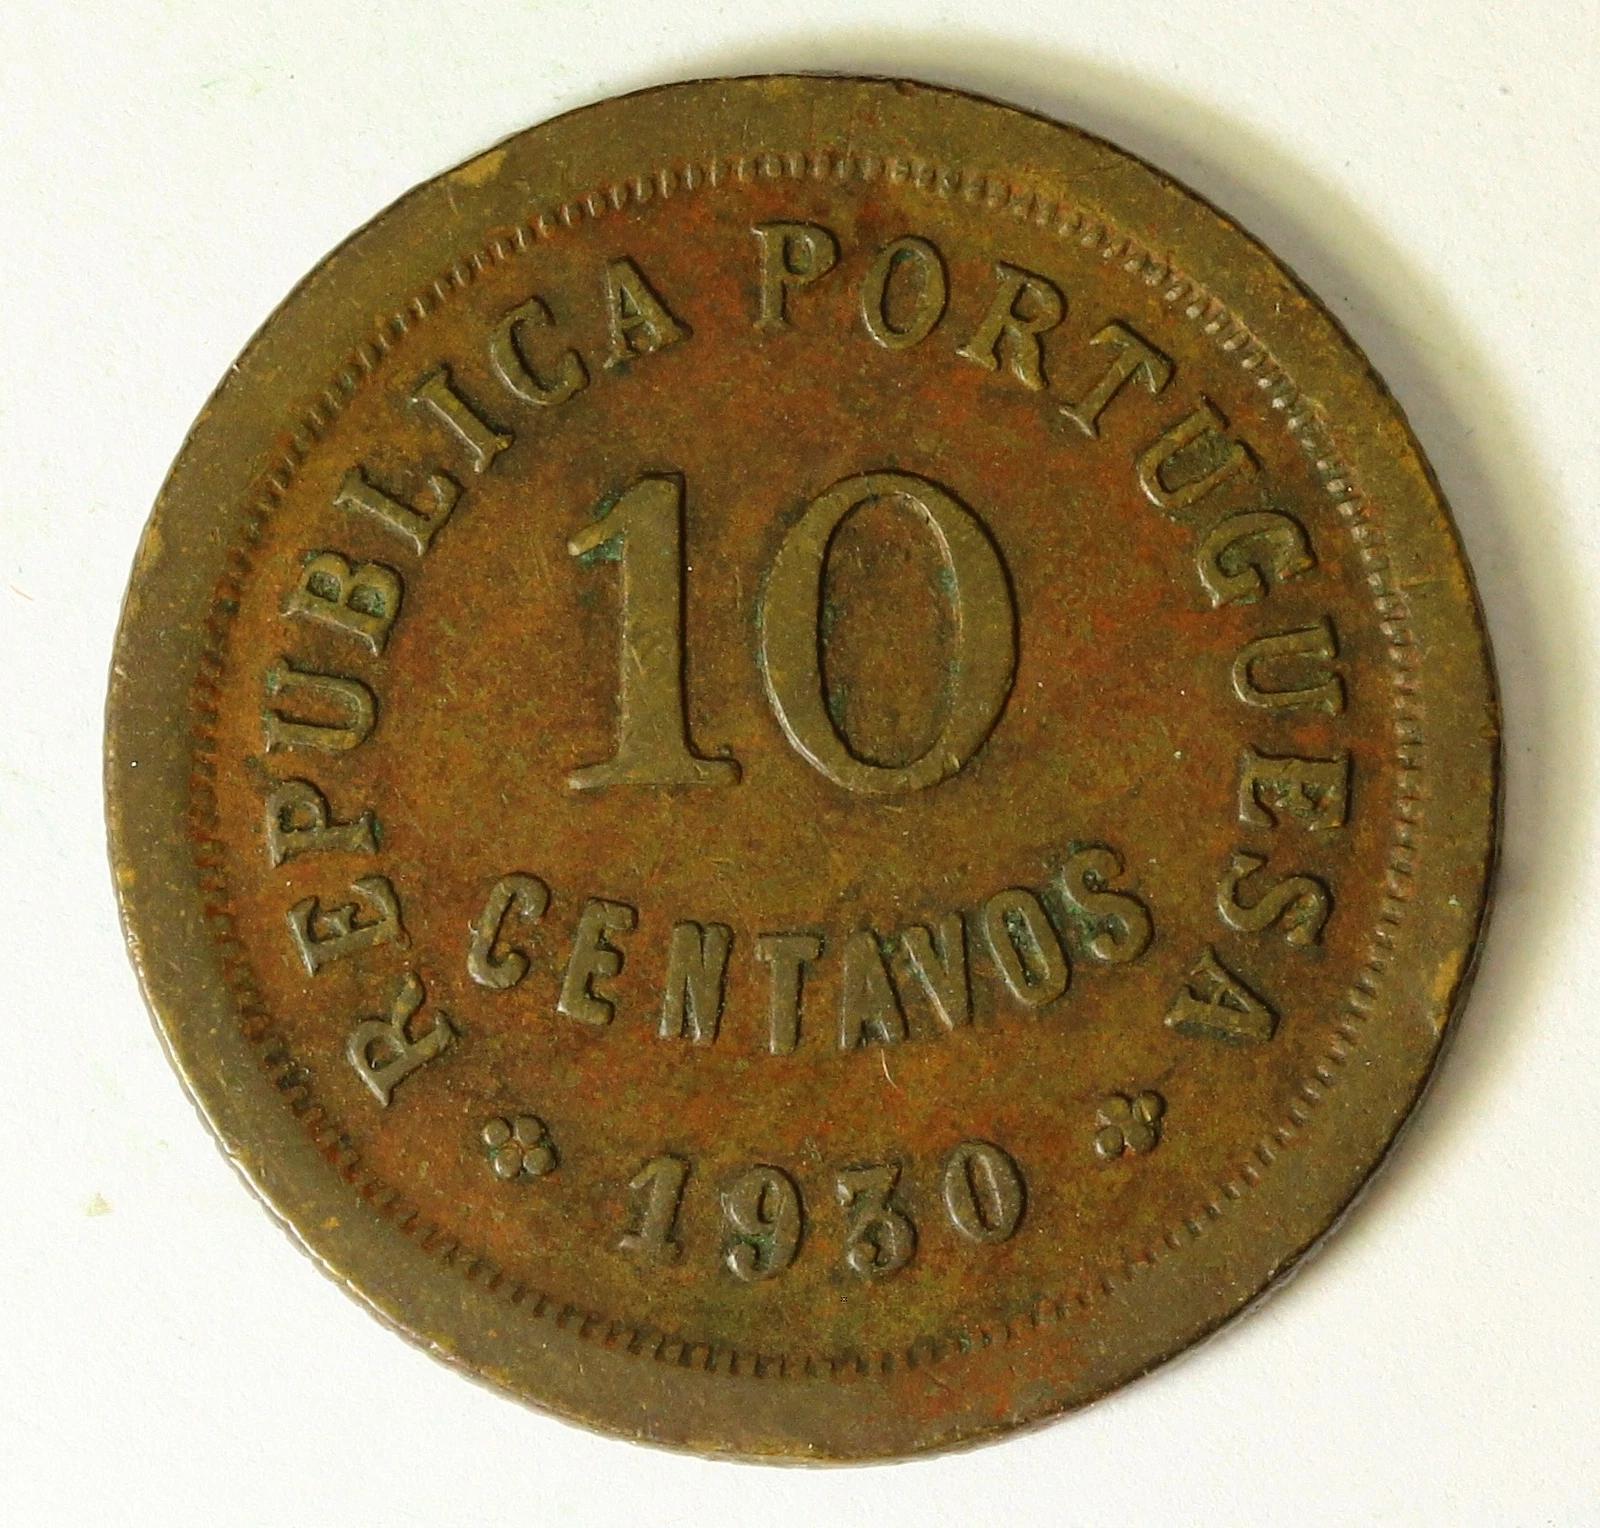 REPUBLICA PORTUGUESA
10
CENTAVOS
1930